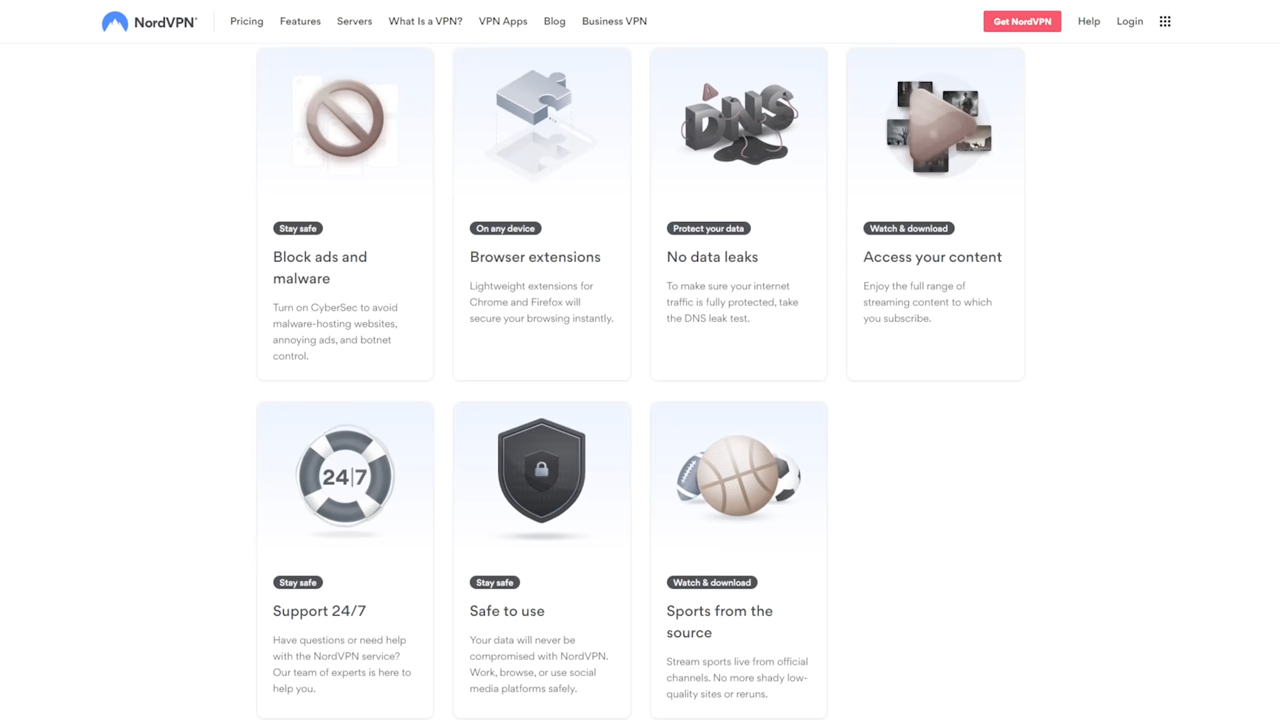 NordVPN®
Pricing
Features
Servers
What Is a VPN?
VPN Apps
Blog
Business VPN
Get NordVPN
Help
Login
Stay safe
Block ads and
malware
Turn on CyberSec to avoid
malware-hosting websites,
annoying ads, and botnet
control.
On any device
Browser extensions
Lightweight extensions for
Chrome and Firefox will
secure your browsing instantly.
DNS
Protect your data
No data leaks
To make sure your internet
traffic is fully protected, take
the DNS leak test.
Watch & download
Access your content
Enjoy the full range of
streaming content to which
you subscribe.
24|7
Stay safe
Support 24/7
Have questions or need help
with the NordVPN service?
Our team of experts is here to
help you.
Stay safe
Safe to use
Your data will never be
compromised with NordVPN.
Work, browse, or use social
media platforms safely.
Watch & download
Sports from the
source
Stream sports live from official
channels. No more shady low-
quality sites or reruns.